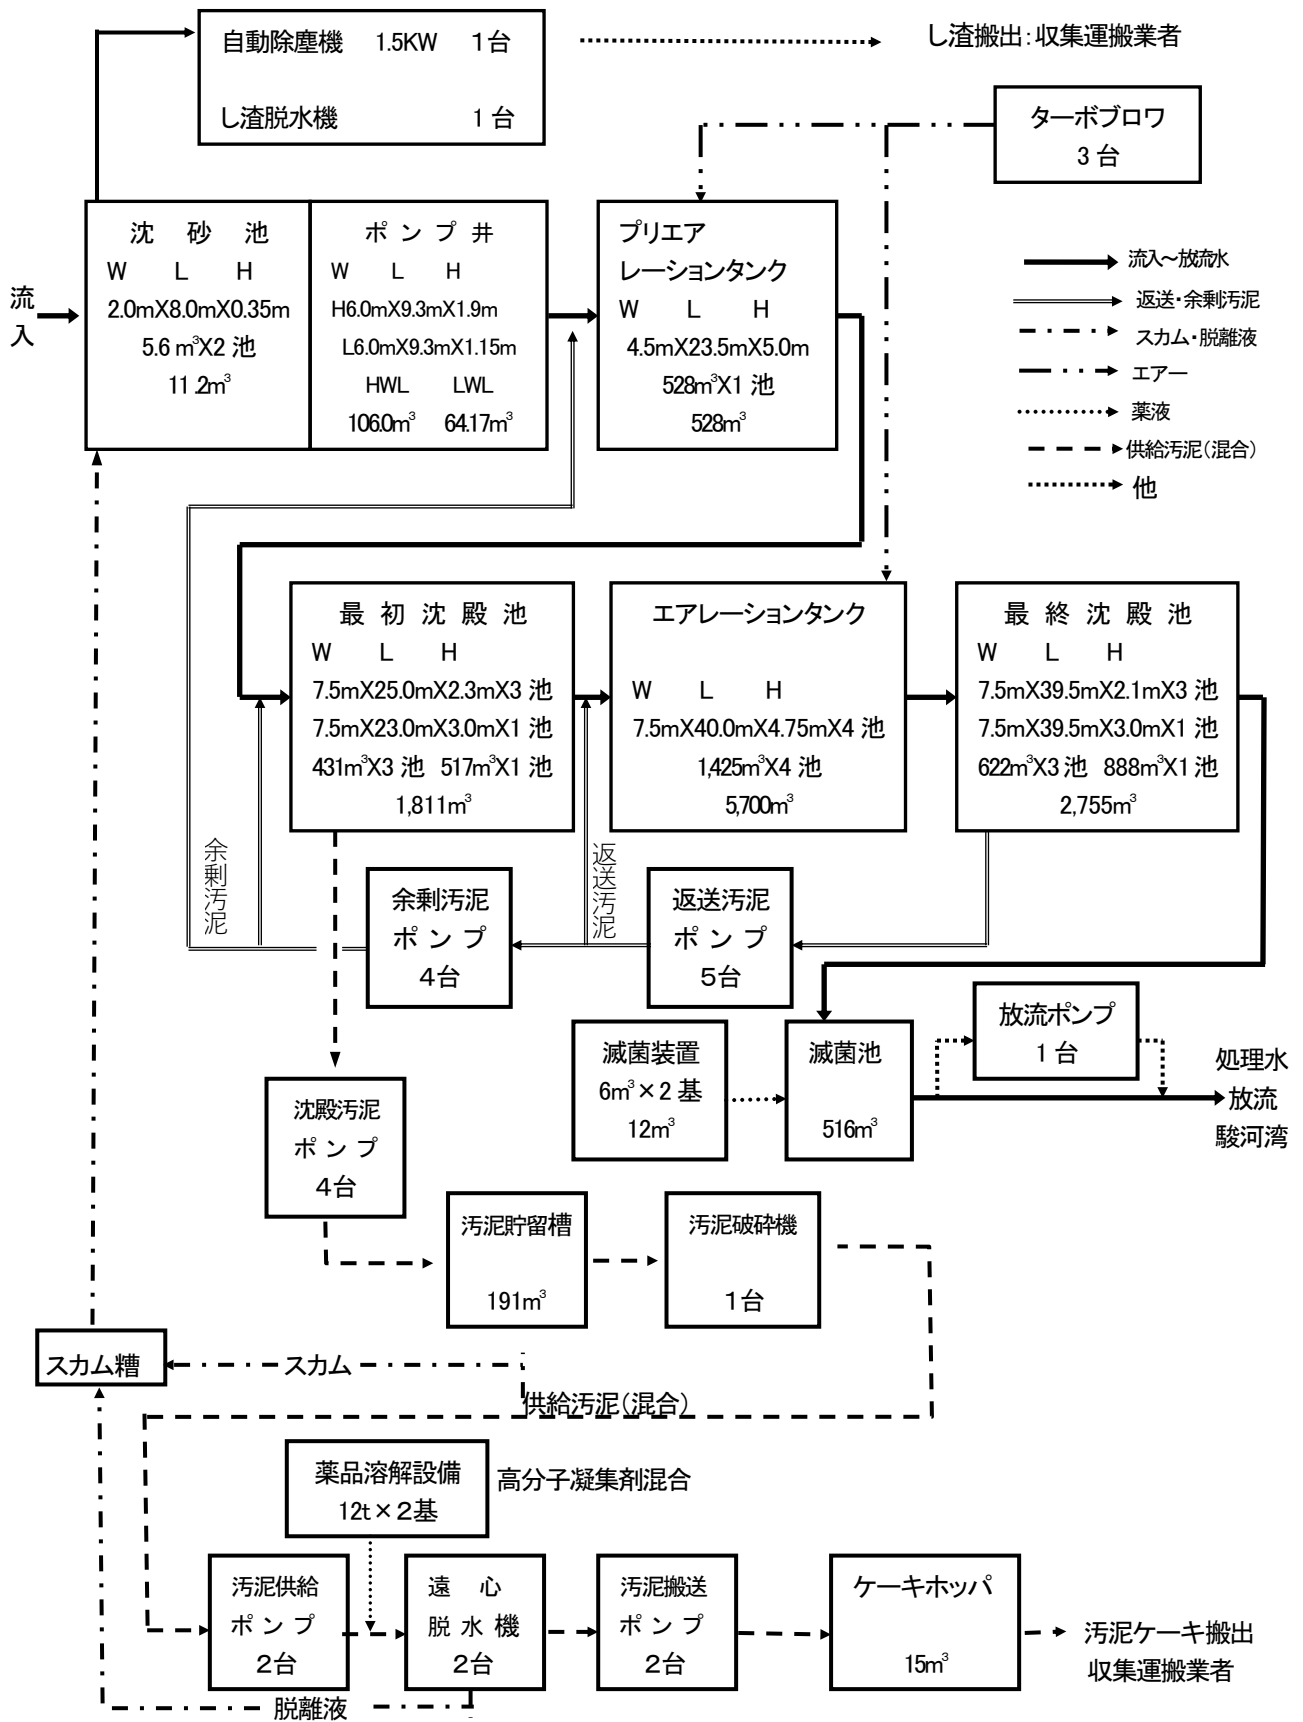 自動除塵機 1.5KW 1台
し渣脱水機 1台
し渣搬出：収集運搬業者
ターボブロワ
3台
流
入
沈 砂 池
W L H
2.0mX8.0mX0.35m
5.6㎥X2池
11.2㎥
ポンプ井
W L H
H6.0mX9.3mX1.9m
L6.0mX9.3mX1.15m
HWL LWL
106.0㎥ 64.17㎥
プリエア
レーションタンク
W L H
4.5mX23.5mX5.0m
528㎥X1池
528㎥
流入～放流水
返送・余剰汚泥
スカム・脱離液
エアー
薬液
供給汚泥（混合）
他
最初沈殿池
W L H
7.5mX25.0mX2.3mX3池
7.5mX23.0mX3.0mX1池
431㎥X3池 517㎥X1池
1,811㎥
エアレーションタンク
W L H
7.5mX40.0mX4.75mX4池
1,425㎥X4池
5,700㎥
最終沈殿池
W L H
7.5mX39.5mX2.1mX3池
7.5mX39.5mX3.0mX1池
622㎥X3池 888㎥X1池
2,755㎥
余剰汚泥
余剰汚泥
ポンプ
4台
返送汚泥
返送汚泥
ポンプ
5台
滅菌装置
6㎥×2基
12㎥
滅菌池
516㎥
放流ポンプ
1台
処理水
放流
駿河湾
沈殿汚泥
ポンプ
4台
汚泥貯留槽
191㎥
汚泥破砕機
1台
スカム糟
スカム
供給汚泥（混合）
薬品溶解設備
12t×2基
高分子凝集剤混合
汚泥供給
ポンプ
2台
遠心
脱水機
2台
汚泥搬送
ポンプ
2台
ケーキホッパ
15㎥
汚泥ケーキ搬出
収集運搬業者
脱離液